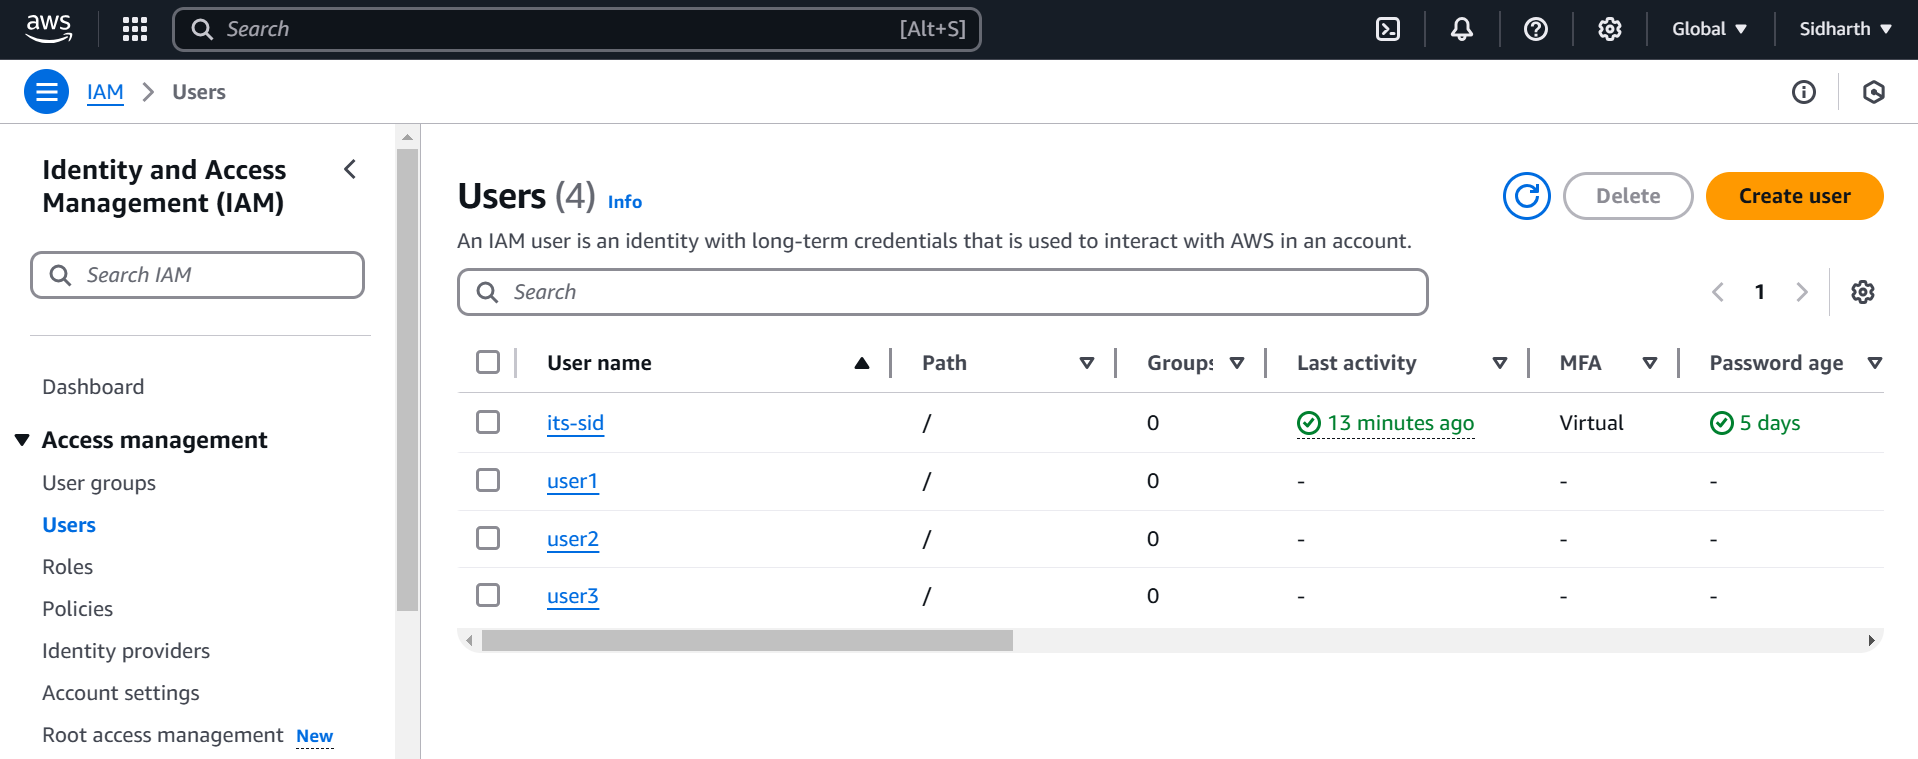 aws Search [Alt+S] Global Sidharth
IAM Users
Identity and Access
Management (IAM)
Search IAM
Dashboard
Access management
User groups
Users
Roles
Policies
Identity providers
Account settings
Root access management New
Users (4) Info
Delete
Create user
An IAM user is an identity with long-term credentials that is used to interact with AWS in an account.
Search
1
User name Path Groups Last activity MFA Password age
its-sid / 0 13 minutes ago Virtual 5 days
user1 / 0 - - -
user2 / 0 - - -
user3 / 0 - - -